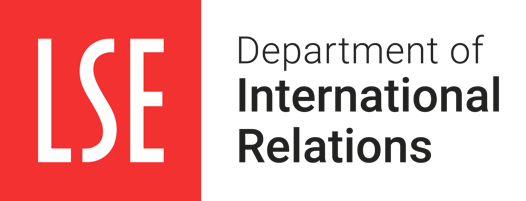 LSE
Department of
International
Relations